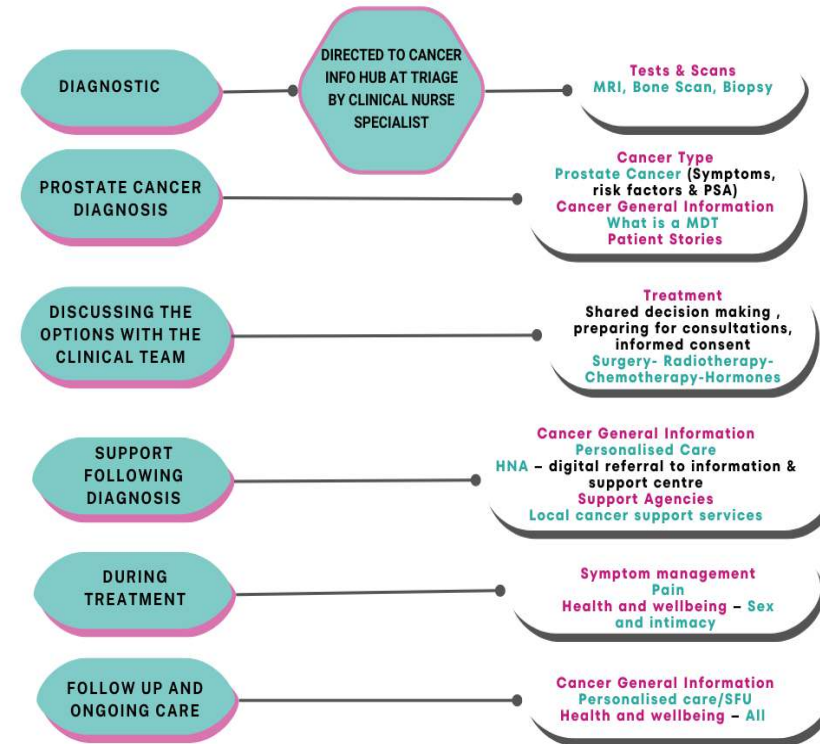 DIAGNOSTIC
DIRECTED TO CANCER
INFO HUB AT TRIAGE
BY CLINICAL NURSE
SPECIALIST
Tests & Scans
MRI, Bone Scan, Biopsy
PROSTATE CANCER
DIAGNOSIS
Cancer Type
Prostate Cancer (Symptoms,
risk factors & PSA)
Cancer General Information
What is a MDT
Patient Stories
DISCUSSING THE
OPTIONS WITH THE
CLINICAL TEAM
Treatment
Shared decision making ,
preparing for consultations,
informed consent
Surgery- Radiotherapy-
Chemotherapy-Hormones
SUPPORT
FOLLOWING
DIAGNOSIS
Cancer General Information
Personalised Care
HNA – digital referral to information &
support centre
Support Agencies
Local cancer support services
DURING
TREATMENT
Symptom management
Pain
Health and wellbeing – Sex
and intimacy
FOLLOW UP AND
ONGOING CARE
Cancer General Information
Personalised care/SFU
Health and wellbeing – All